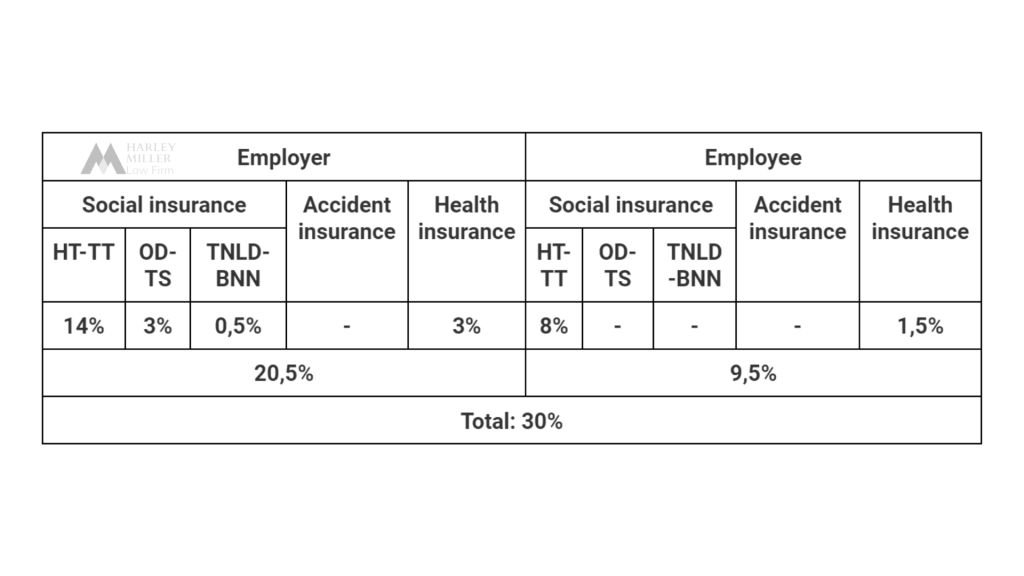 HARLEY
MILLER
Law Firm
Employer
Employee
Social insurance
Accident
insurance
Health
insurance
Social insurance
Accident
insurance
Health
insurance
HT-TT
OD-
TS
TNLD-
BNN
HT-
TT
OD-
TS
TNLD
-BNN
14%
3%
0,5%
-
3%
8%
-
-
-
1,5%
20,5%
9,5%
Total: 30%